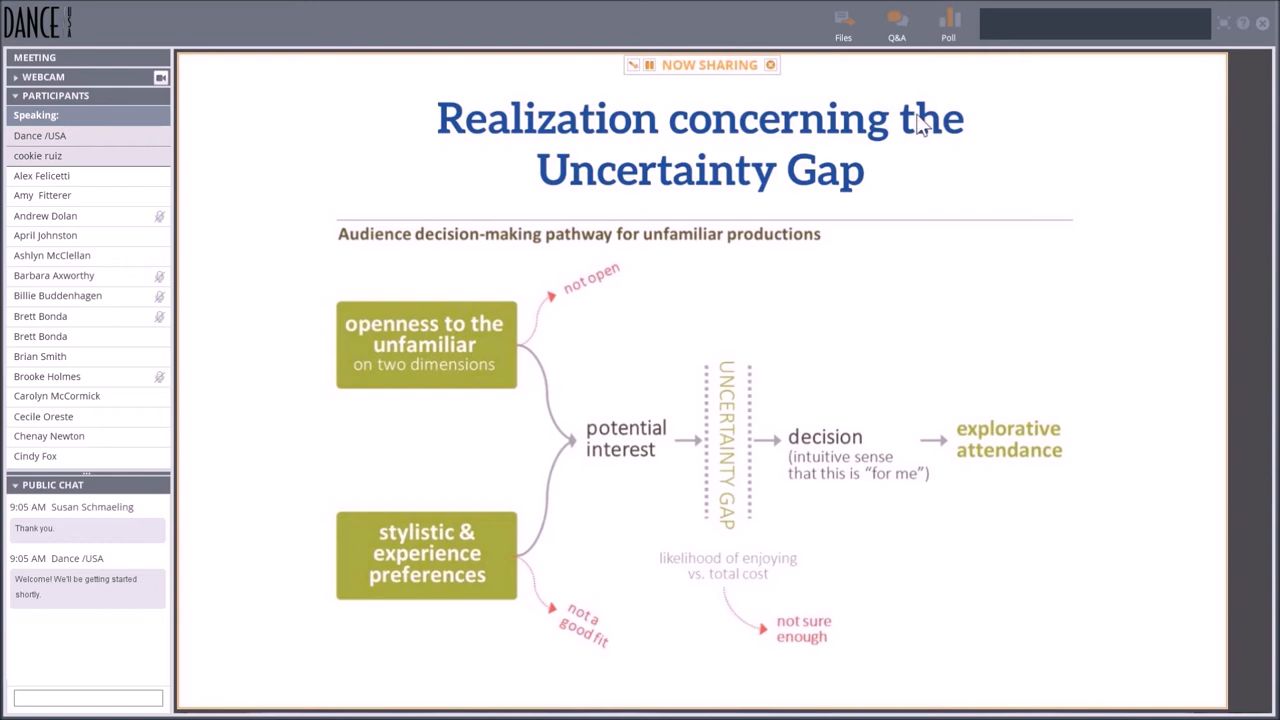 DANCE USA
Files
Q&A
Poll
MEETING
WEBCAM
PARTICIPANTS
Speaking:
Dance /USA
cookie ruiz
Alex Felicetti
Amy Fitterer
Andrew Dolan
April Johnston
Ashlyn McClellan
Barbara Axworthy
Billie Buddenhagen
Brett Bonda
Brett Bonda
Brian Smith
Brooke Holmes
Carolyn McCormick
Cecile Oreste
Chenay Newton
Cindy Fox
PUBLIC CHAT
9:05 AM Susan Schmaeling
Thank you.
9:05 AM Dance /USA
Welcome! We'll be getting started
shortly.
NOW SHARING
Realization concerning the
Uncertainty Gap
Audience decision-making pathway for unfamiliar productions
not open
openness to the
unfamiliar
on two dimensions
potential
interest
UNCERTAINTY GAP
decision
(intuitive sense
that this is “for me”)
explorative
attendance
stylistic &
experience
preferences
not a
good fit
likelihood of enjoying
vs. total cost
not sure
enough